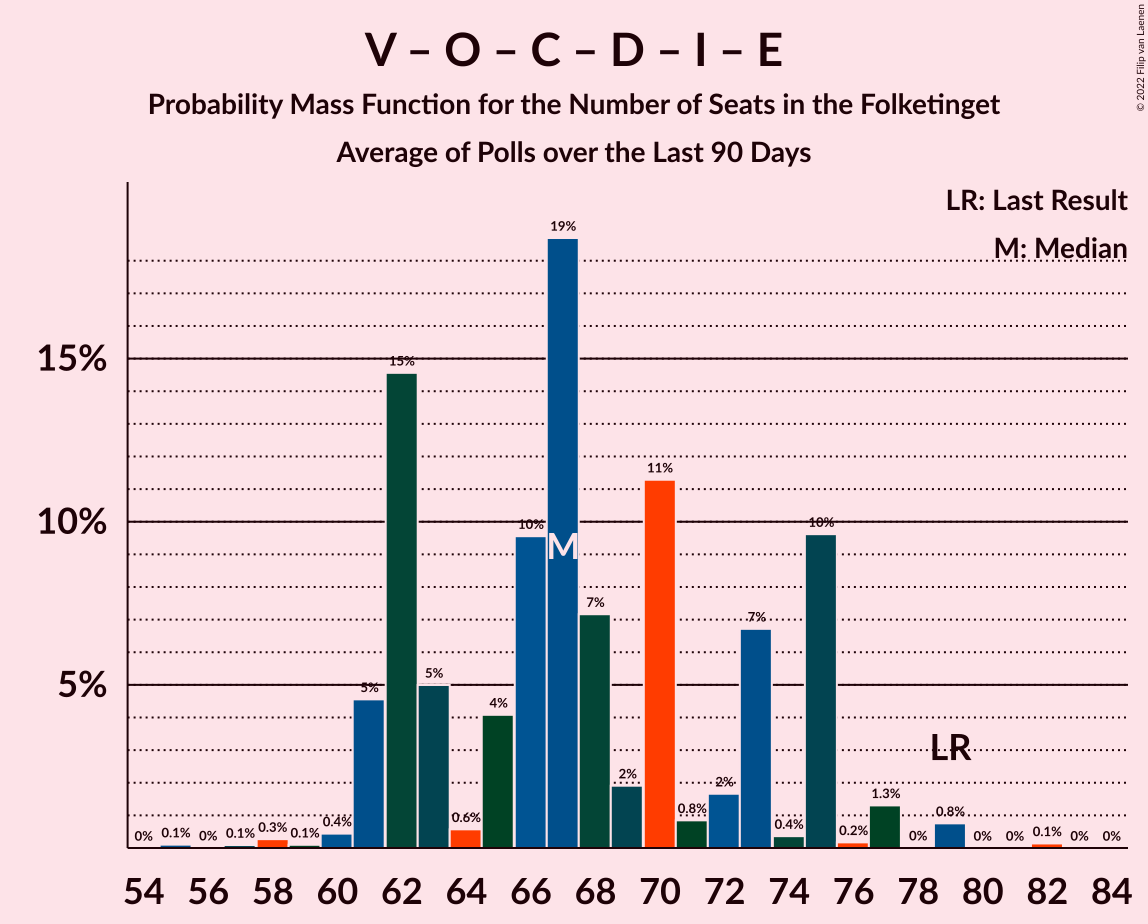 V – O – C – D – I – E
Probability Mass Function for the Number of Seats in the Folketinget
Average of Polls over the Last 90 Days
© 2022 Filip van Laenen
LR: Last Result
M: Median
15%
10%
5%
0% 0.1% 0% 0.1% 0.3% 0.1% 0.4% 5% 15% 5% 0.6% 4% 10% 19% 7% 2% 11% 0.8% 2% 7% 0.4% 10% 0.2% 1.3% 0% 0.8% 0% 0% 0.1% 0% 0%
M
LR
54 56 58 60 62 64 66 68 70 72 74 76 78 80 82 84